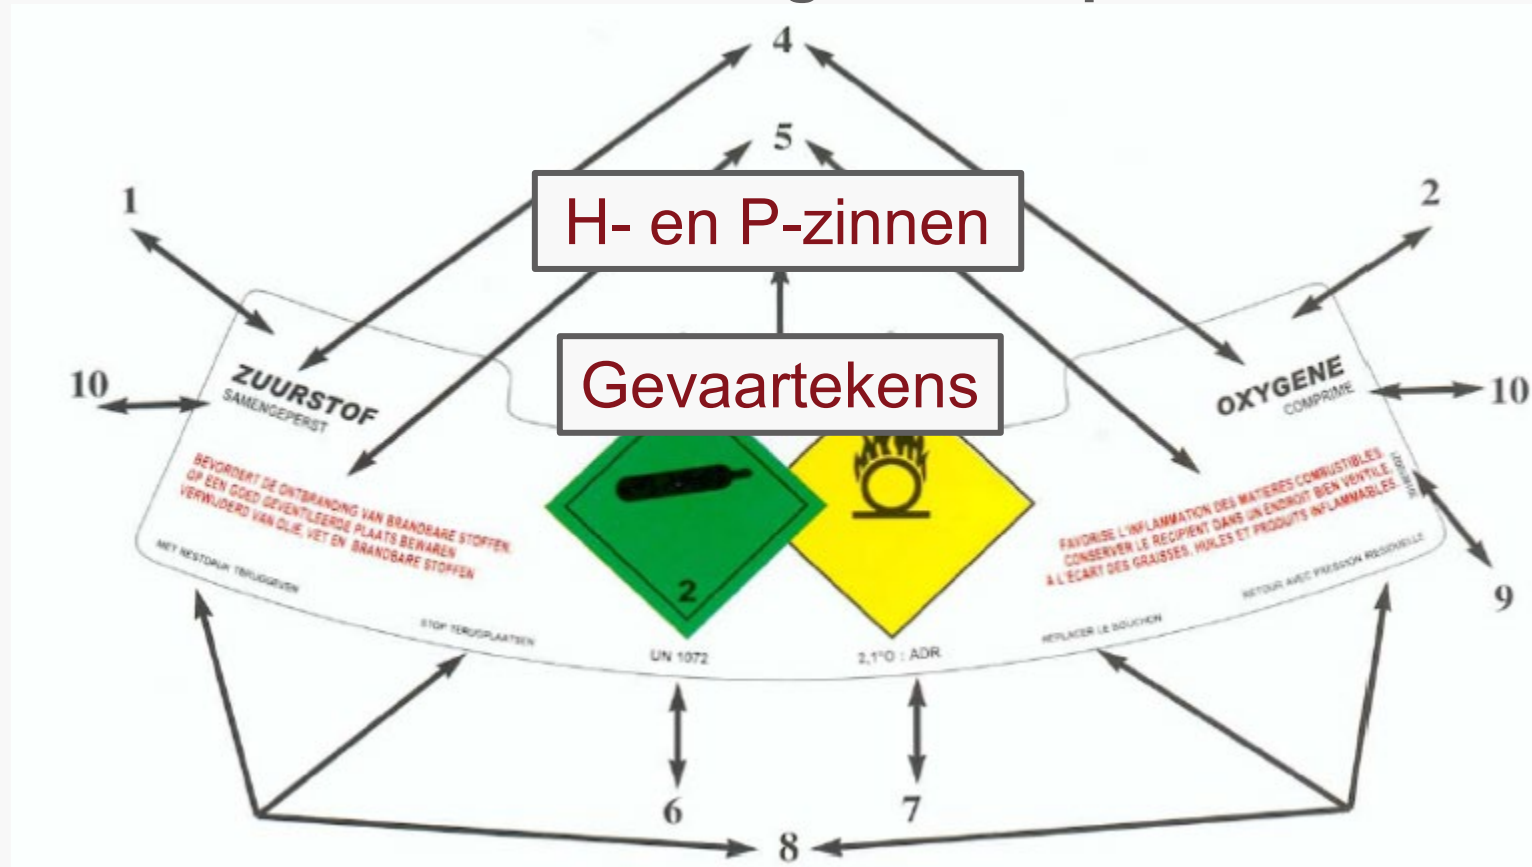 4
5
1
2
H- en P-zinnen
Gevaartekens
10
ZUURSTOF
SAMENGEPERST
OXYGENE
COMPRIME
10
BEVORDERT DE ONTBRANDING VAN BRANDBARE STOFFEN.
OP EEN GOED GEVENTILEERDE PLAATS BEWAREN
VERWIJDERD VAN OLIE, VET EN BRANDBARE STOFFEN
FAVORISE L'INFLAMMATION DES MATIERES COMBUSTIBLES.
CONSERVER LE RECIPIENT DANS UN ENDROIT BIEN VENTILE,
A L'ECART DES GRAISSES, HUILES ET PRODUITS INFLAMMABLES
MET RESTDRUK TERUGGEVEN
STOP TERUGPLAATSEN
2
UN 1072
2,1°O : ADR
REPLACER LE BOUCHON
RETOUR AVEC PRESSION RESIDUELLE
9
6
7
8